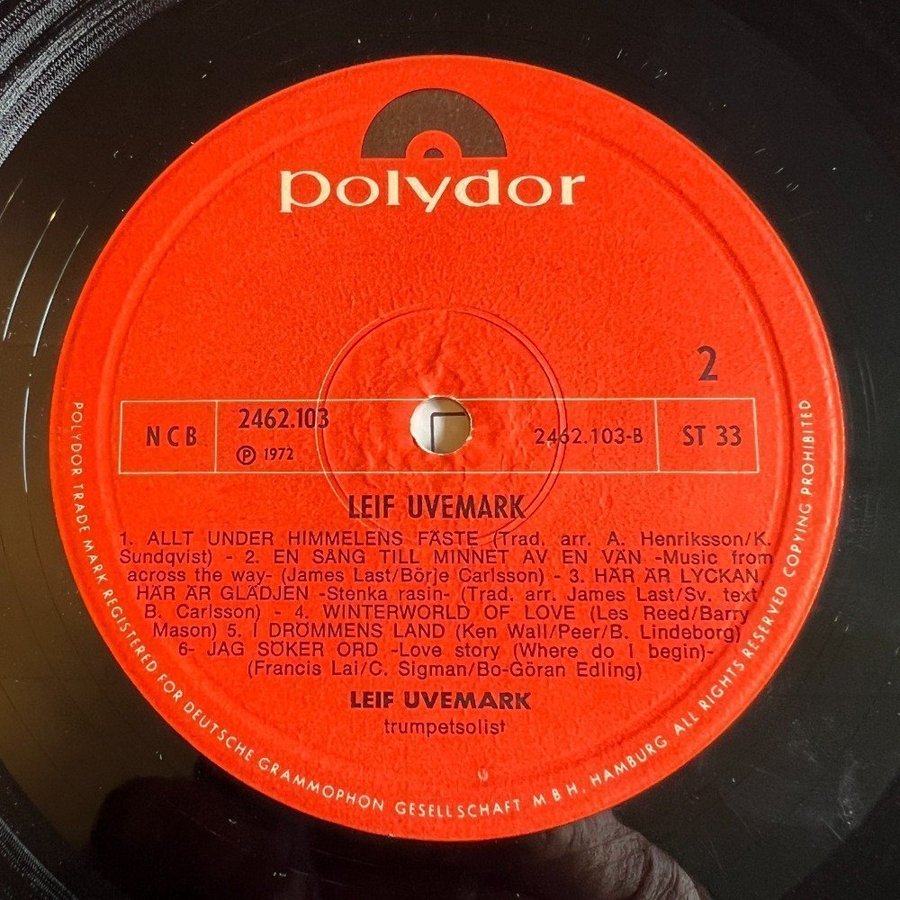 polydor
2
NCB
2462.103
℗ 1972
2462.103-B
ST 33
LEIF UVEMARK
1. ALLT UNDER HIMMELENS FÄSTE (Trad. arr. A. Henriksson/K.
Sundqvist) - 2. EN SÅNG TILL MINNET AV EN VÄN -Music from
across the way- (James Last/Börje Carlsson) - 3. HÄR ÄR LYCKAN,
HÄR ÄR GLÄDJEN -Stenka rasin- (Trad. arr. James Last/Sv. text
B. Carlsson) - 4. WINTERWORLD OF LOVE (Les Reed/Barry
Mason) 5. I DRÖMMENS LAND (Ken Wall/Peer/B. Lindeborg)
6- JAG SÖKER ORD -Love story (Where do I begin)-
(Francis Lai/C. Sigman/Bo-Göran Edling)
LEIF UVEMARK
trumpetsolist
POLYDOR TRADE MARK REGISTERED FOR DEUTSCHE GRAMMOPHON GESELLSCHAFT M B H, HAMBURG ALL RIGHTS RESERVED COPYING PROHIBITED